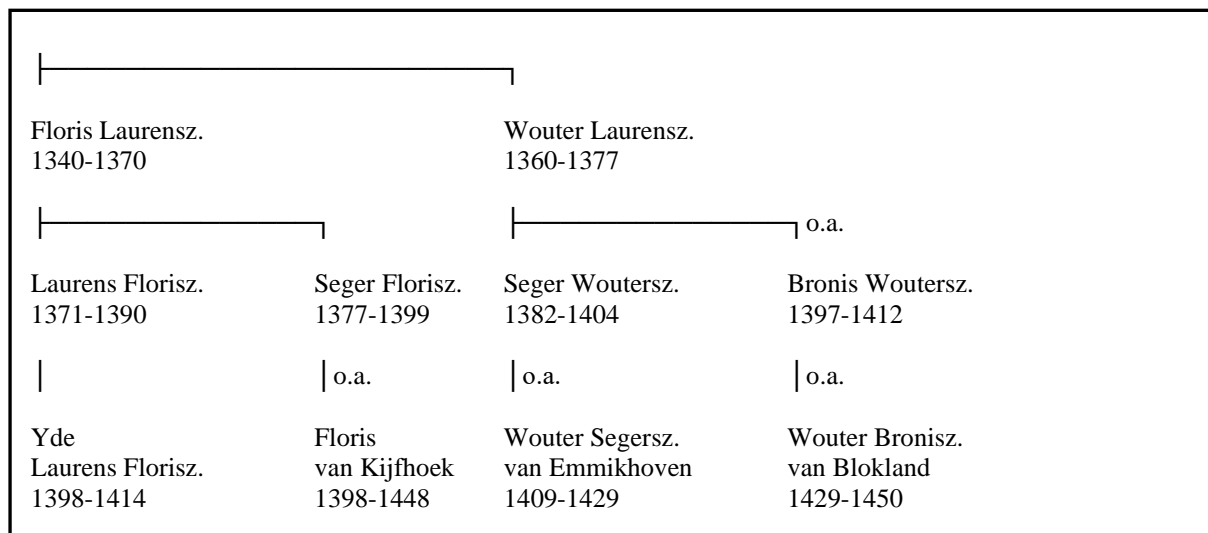 Floris Laurensz. Wouter Laurensz.
1340-1370 1360-1377
o.a.
Laurens Florisz. Seger Florisz. Seger Woutersz. Bronis Woutersz.
1371-1390 1377-1399 1382-1404 1397-1412
o.a. o.a. o.a.
Yde Floris Wouter Segersz. Wouter Bronisz.
Laurens Florisz. van Kijfhoek van Emmikhoven van Blokland
1398-1414 1398-1448 1409-1429 1429-1450